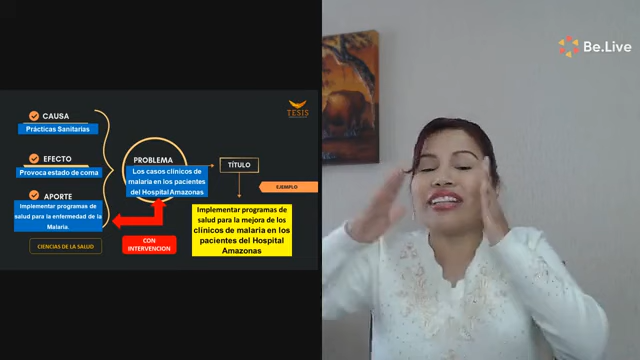 Be.Live
TESIS
CAUSA
Prácticas Sanitarias
EFECTO
Provoca estado de coma
APORTE
Implementar programas de
salud para la enfermedad de la
Malaria.
CIENCIAS DE LA SALUD
PROBLEMA
Los casos clínicos de
malaria en los pacientes
del Hospital Amazonas
CON
INTERVENCION
TÍTULO
EJEMPLO
Implementar programas de
salud para la mejora de los
clínicos de malaria en los
pacientes del Hospital
Amazonas